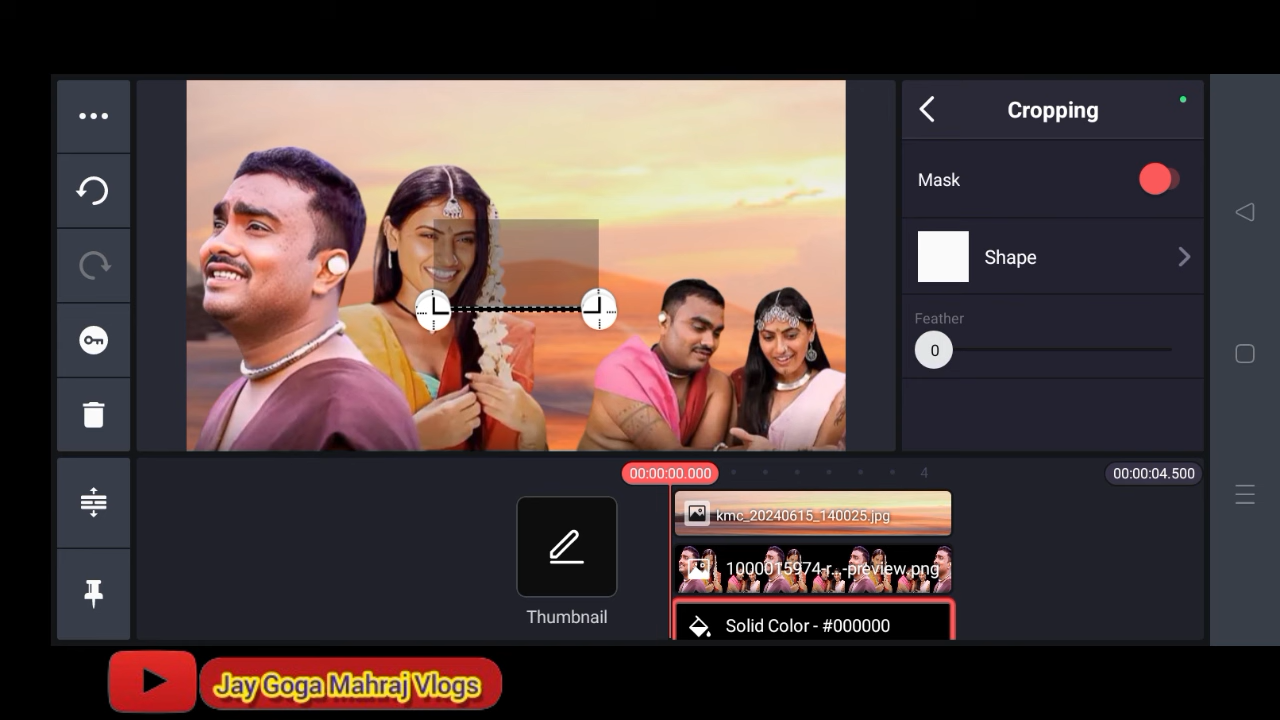 Cropping
Mask
Shape
Feather
0
00:00:00.000
4
00:00:04.500
kmc_20240615_140025.jpg
1000015974-r..-preview.png
Thumbnail
Solid Color - #000000
Jay Goga Mahraj Vlogs